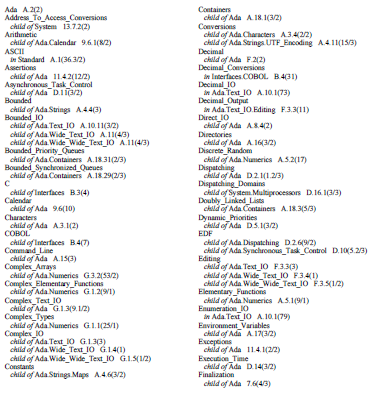 Ada A.2(2)
Address_To_Access_Conversions
child of System 13.7.2(2)
Arithmetic
child of Ada.Calendar 9.6.1(8/2)
ASCII
in Standard A.1(36.3/2)
Assertions
child of Ada 11.4.2(12/2)
Asynchronous_Task_Control
child of Ada D.11(3/2)
Bounded
child of Ada.Strings A.4.4(3)
Bounded_IO
child of Ada.Text_IO A.10.11(3/2)
child of Ada.Wide_Text_IO A.11(4/3)
child of Ada.Wide_Wide_Text_IO A.11(4/3)
Bounded_Priority_Queues
child of Ada.Containers A.18.31(2/3)
Bounded_Synchronized_Queues
child of Ada.Containers A.18.29(2/3)
C
child of Interfaces B.3(4)
Calendar
child of Ada 9.6(10)
Characters
child of Ada A.3.1(2)
COBOL
child of Interfaces B.4(7)
Command_Line
child of Ada A.15(3)
Complex_Arrays
child of Ada.Numerics G.3.2(53/2)
Complex_Elementary_Functions
child of Ada.Numerics G.1.2(9/1)
Complex_Text_IO
child of Ada G.1.3(9.1/2)
Complex_Types
child of Ada.Numerics G.1.1(25/1)
Complex_IO
child of Ada.Text_IO G.1.3(3)
child of Ada.Wide_Text_IO G.1.4(1)
child of Ada.Wide_Wide_Text_IO G.1.5(1/2)
Constants
child of Ada.Strings.Maps A.4.6(3/2)
Containers
child of Ada A.18.1(3/2)
Conversions
child of Ada.Characters A.3.4(2/2)
child of Ada.Strings.UTF_Encoding A.4.11(15/3)
Decimal
child of Ada F.2(2)
Decimal_Conversions
in Interfaces.COBOL B.4(31)
Decimal_IO
in Ada.Text_IO A.10.1(73)
Decimal_Output
in Ada.Text_IO.Editing F.3.3(11)
Direct_IO
child of Ada A.8.4(2)
Directories
child of Ada A.16(3/2)
Discrete_Random
child of Ada.Numerics A.5.2(17)
Dispatching
child of Ada D.2.1(1.2/3)
Dispatching_Domains
child of System.Multiprocessors D.16.1(3/3)
Doubly_Linked_Lists
child of Ada.Containers A.18.3(5/3)
Dynamic_Priorities
child of Ada D.5.1(3/2)
EDF
child of Ada.Dispatching D.2.6(9/2)
child of Ada.Synchronous_Task_Control D.10(5.2/3)
Editing
child of Ada.Text_IO F.3.3(3)
child of Ada.Wide_Text_IO F.3.4(1)
child of Ada.Wide_Wide_Text_IO F.3.5(1/2)
Elementary_Functions
child of Ada.Numerics A.5.1(9/1)
Enumeration_IO
in Ada.Text_IO A.10.1(79)
Environment_Variables
child of Ada A.17(3/2)
Exceptions
child of Ada 11.4.1(2/2)
Execution_Time
child of Ada D.14(3/2)
Finalization
child of Ada 7.6(4/3)